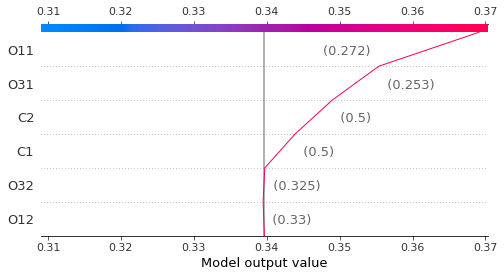 0.31 0.32 0.33 0.34 0.35 0.36 0.37
O11 (0.272)
O31 (0.253)
C2 (0.5)
C1 (0.5)
O32 (0.325)
O12 (0.33)
0.31 0.32 0.33 0.34 0.35 0.36 0.37
Model output value